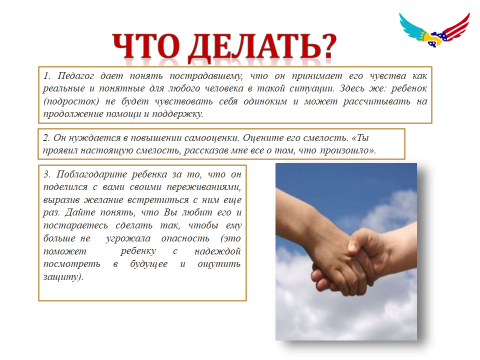 ЧТО ДЕЛАТЬ?
1. Педагог дает понять пострадавшему, что он принимает его чувства как
реальные и понятные для любого человека в такой ситуации. Здесь же: ребенок
(подросток) не будет чувствовать себя одиноким и может рассчитывать на
продолжение помощи и поддержку.
2. Он нуждается в повышении самооценки. Оцените его смелость. «Ты
проявил настоящую смелость, рассказав мне все о том, что произошло».
3. Поблагодарите ребенка за то, что он
поделился с вами своими переживаниями,
выразив желание встретиться с ним еще
раз. Дайте понять, что Вы любит его и
постараетесь сделать так, чтобы ему
больше не угрожала опасность (это
поможет ребенку с надеждой
посмотреть в будущее и ощутить
защиту).